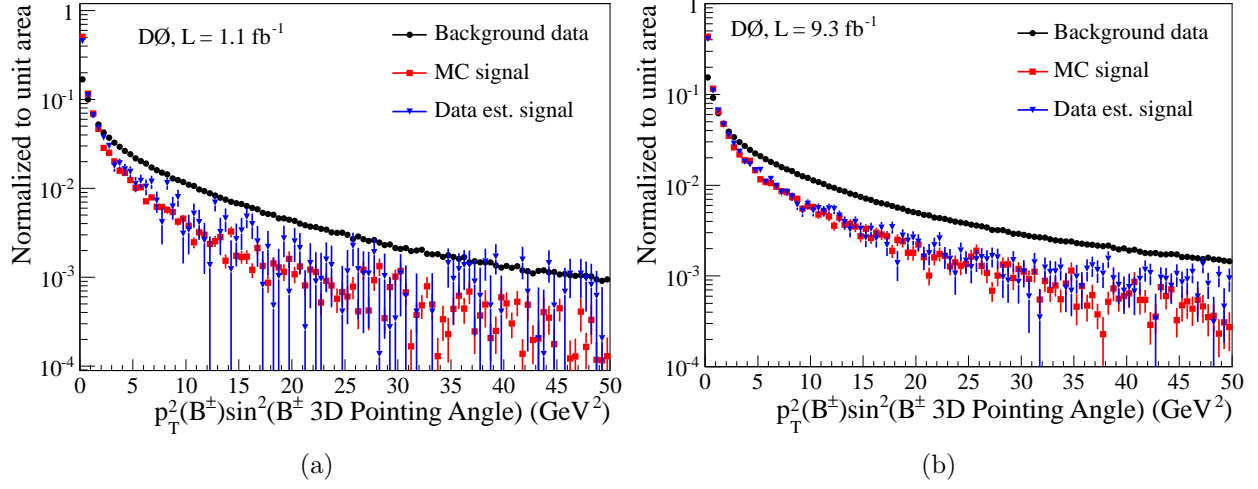 Normalized to unit area
DØ, L = 1.1 fb⁻¹
Background data
MC signal
Data est. signal
1
10⁻¹
10⁻²
10⁻³
10⁻⁴
0 5 10 15 20 25 30 35 40 45 50
p²_T(B±)sin²(B± 3D Pointing Angle) (GeV²)
(a)
Normalized to unit area
DØ, L = 9.3 fb⁻¹
Background data
MC signal
Data est. signal
1
10⁻¹
10⁻²
10⁻³
10⁻⁴
0 5 10 15 20 25 30 35 40 45 50
p²_T(B±)sin²(B± 3D Pointing Angle) (GeV²)
(b)